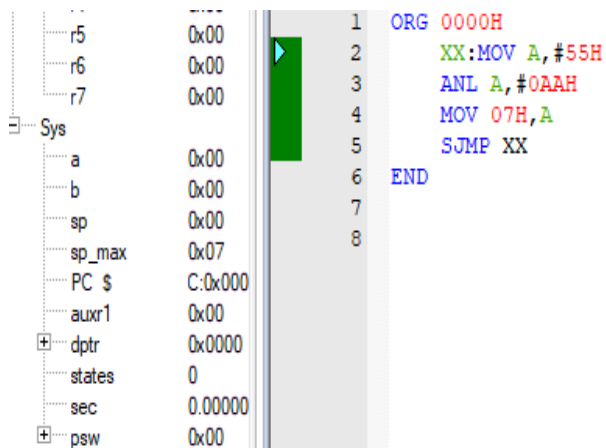 r5 0x00
r6 0x00
r7 0x00
Sys
a 0x00
b 0x00
sp 0x00
sp_max 0x07
PC $ C:0x000
auxr1 0x00
dptr 0x0000
states 0
sec 0.00000
psw 0x00
1 ORG 0000H
2 XX:MOV A,#55H
3 ANL A,#0AAH
4 MOV 07H,A
5 SJMP XX
6 END
7
8